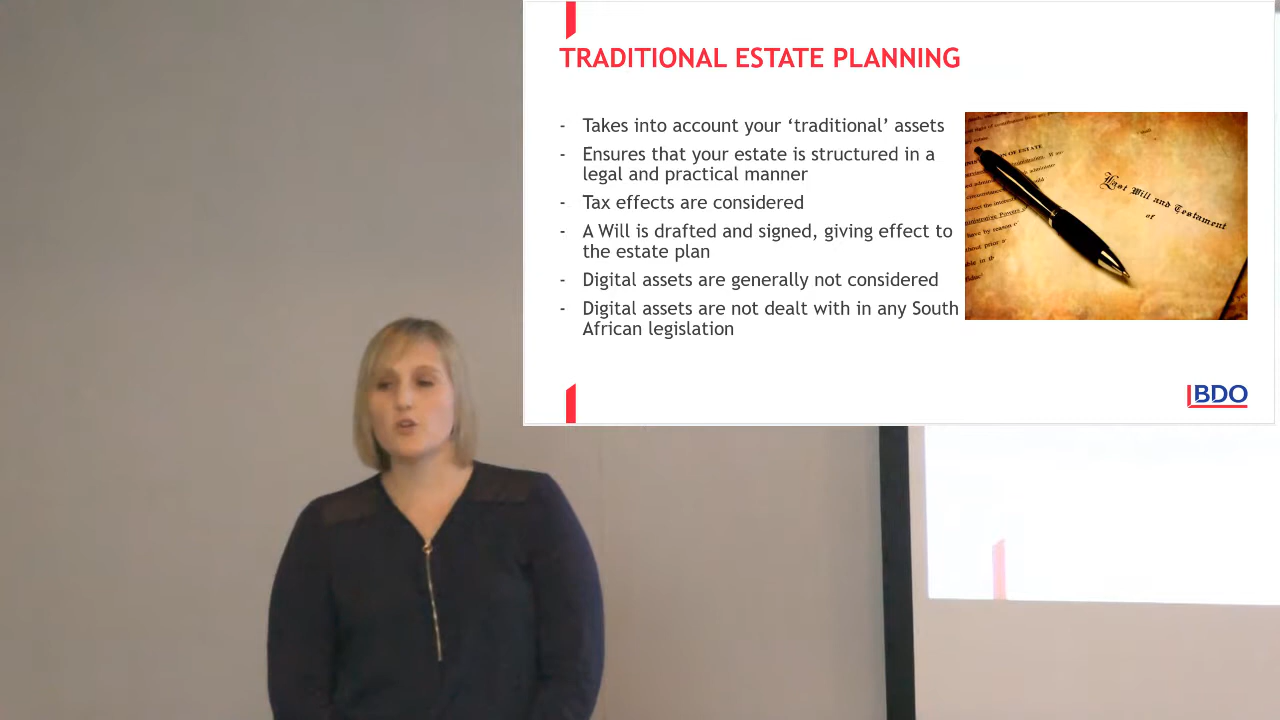 TRADITIONAL ESTATE PLANNING
- Takes into account your ‘traditional’ assets
- Ensures that your estate is structured in a
legal and practical manner
- Tax effects are considered
- A Will is drafted and signed, giving effect to
the estate plan
- Digital assets are generally not considered
- Digital assets are not dealt with in any South
African legislation
OF ESTATE
Last Will and Testament
of
BDO